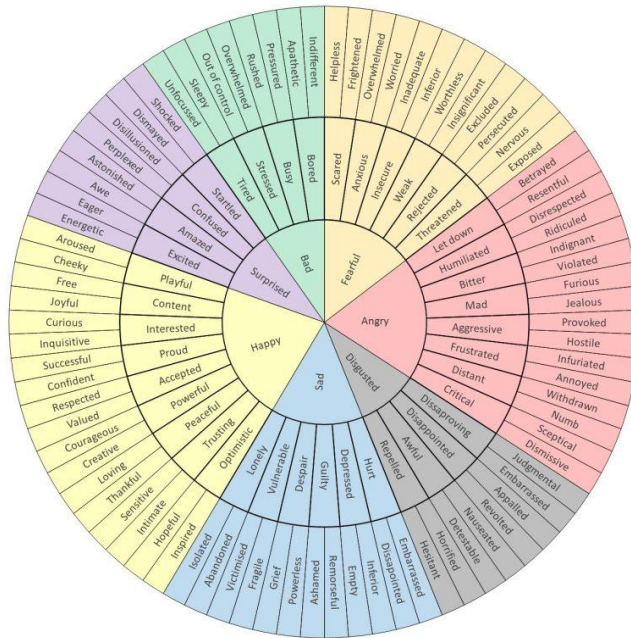 Fearful
Angry
Disgusted
Sad
Happy
Surprised
Bad
Scared
Anxious
Insecure
Weak
Rejected
Threatened
Let down
Humiliated
Bitter
Mad
Aggressive
Frustrated
Distant
Critical
Dissaproving
Disappointed
Awful
Repelled
Hurt
Depressed
Guilty
Despair
Vulnerable
Lonely
Optimistic
Trusting
Peaceful
Powerful
Accepted
Proud
Interested
Content
Playful
Excited
Amazed
Confused
Startled
Tired
Stressed
Busy
Bored
Helpless
Frightened
Overwhelmed
Worried
Inadequate
Inferior
Worthless
Insignificant
Excluded
Persecuted
Nervous
Exposed
Betrayed
Resentful
Disrespected
Ridiculed
Indignant
Violated
Furious
Jealous
Provoked
Hostile
Infuriated
Annoyed
Withdrawn
Numb
Sceptical
Dismissive
Judgmental
Embarrassed
Appalled
Revolted
Nauseated
Detestable
Horrified
Hesitant
Embarrassed
Disappointed
Inferior
Empty
Remorseful
Ashamed
Powerless
Grief
Fragile
Victimised
Abandoned
Isolated
Inspired
Hopeful
Intimate
Sensitive
Thankful
Loving
Creative
Courageous
Valued
Respected
Confident
Successful
Inquisitive
Curious
Joyful
Free
Cheeky
Aroused
Energetic
Eager
Awe
Astonished
Perplexed
Disillusioned
Dismayed
Shocked
Unfocussed
Sleepy
Out of control
Overwhelmed
Rushed
Pressured
Apathetic
Indifferent